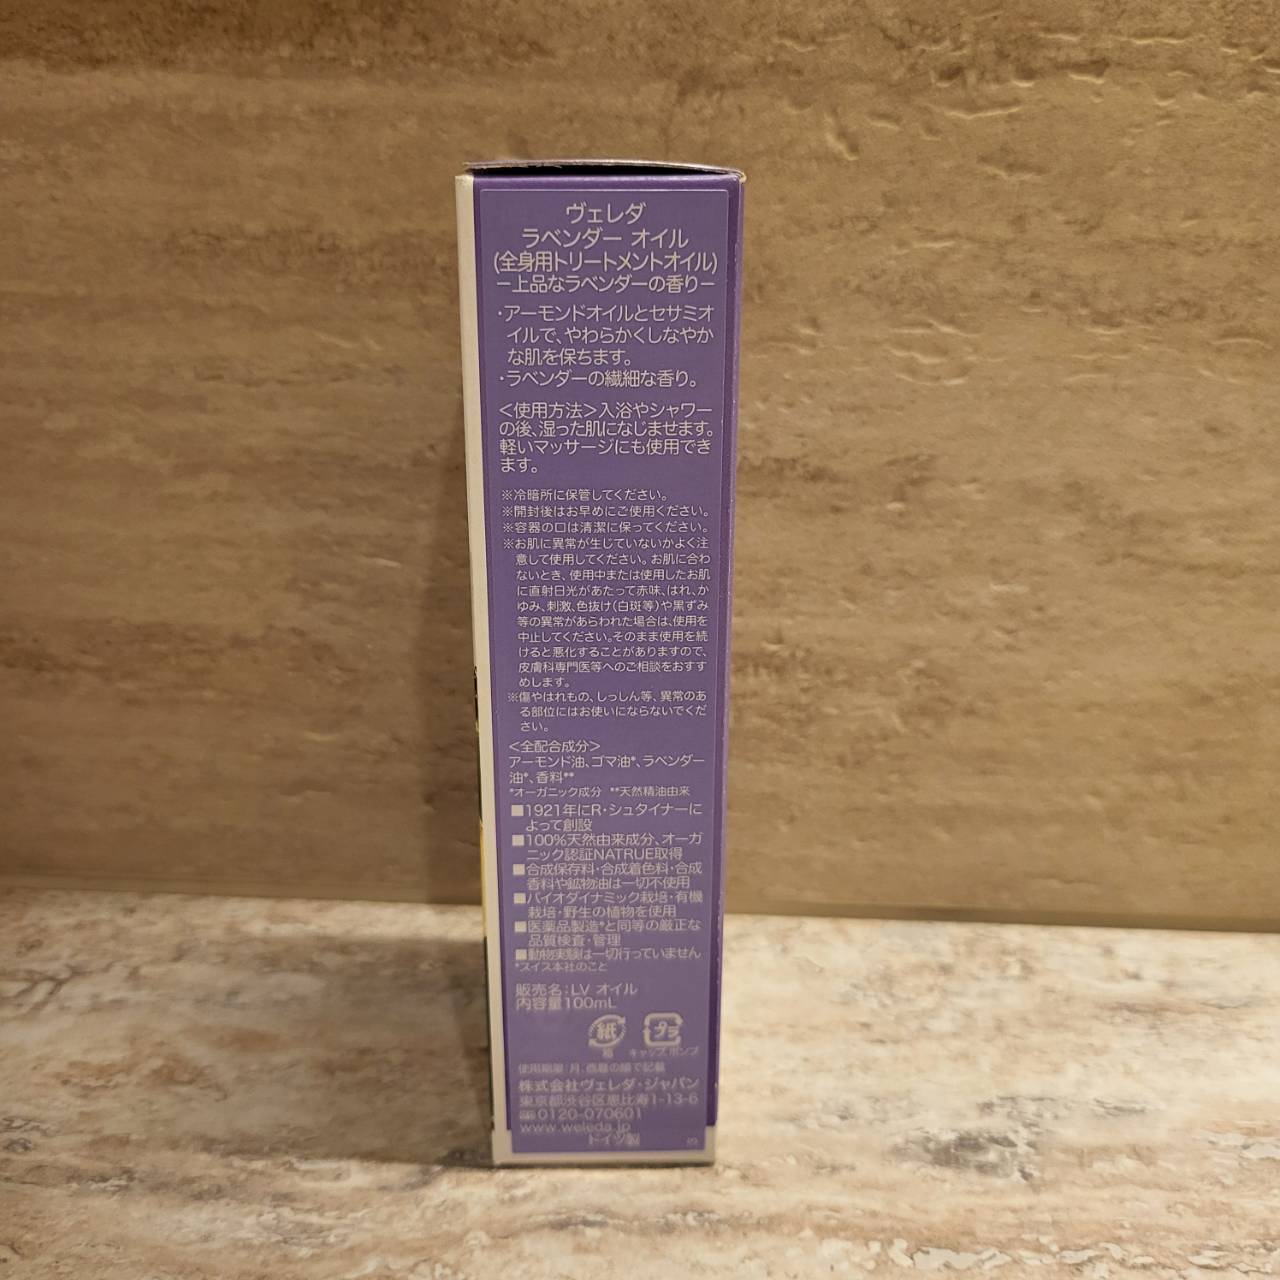 ヴェレダ
ラベンダー オイル
(全身用トリートメントオイル)
ー上品なラベンダーの香りー
・アーモンドオイルとセサミオ
イルで、やわらかくしなやか
な肌を保ちます。
・ラベンダーの繊細な香り。
<使用方法>入浴やシャワー
の後、湿った肌になじませます。
軽いマッサージにも使用でき
ます。
※冷暗所に保管してください。
※開封後はお早めにご使用ください。
※容器の口は清潔に保ってください。
※お肌に異常が生じていないかよく注
意して使用してください。お肌に合わ
ないとき、使用中または使用したお肌
に直射日光があたって赤味、はれ、か
ゆみ、刺激、色抜け(白斑等)や黒ずみ
等の異常があらわれた場合は、使用を
中止してください。そのまま使用を続
けると悪化することがありますので、
皮膚科専門医等へのご相談をおすす
めします。
※傷やはれもの、しっしん等、異常のあ
る部位にはお使いにならないでくだ
さい。
<全配合成分>
アーモンド油、ゴマ油*、ラベンダー
油*、香料**
*オーガニック成分 **天然精油由来
■1921年にR・シュタイナーに
よって創設
■100%天然由来成分、オーガ
ニック認証NATRUE取得
■合成保存料・合成着色料・合成
香料や鉱物油は一切不使用
■バイオダイナミック栽培・有機
栽培・野生の植物を使用
■医薬品製造*と同等の厳正な
品質検査・管理
■動物実験は一切行っていません
*スイス本社のこと
販売名:LV オイル
内容量100mL
紙 プラ
箱 キャップ、ポンプ
使用期限 月、西暦の順で記載
株式会社ヴェレダ・ジャパン
東京都渋谷区恵比寿1-13-6
0120-070601
www.weleda.jp
ドイツ製